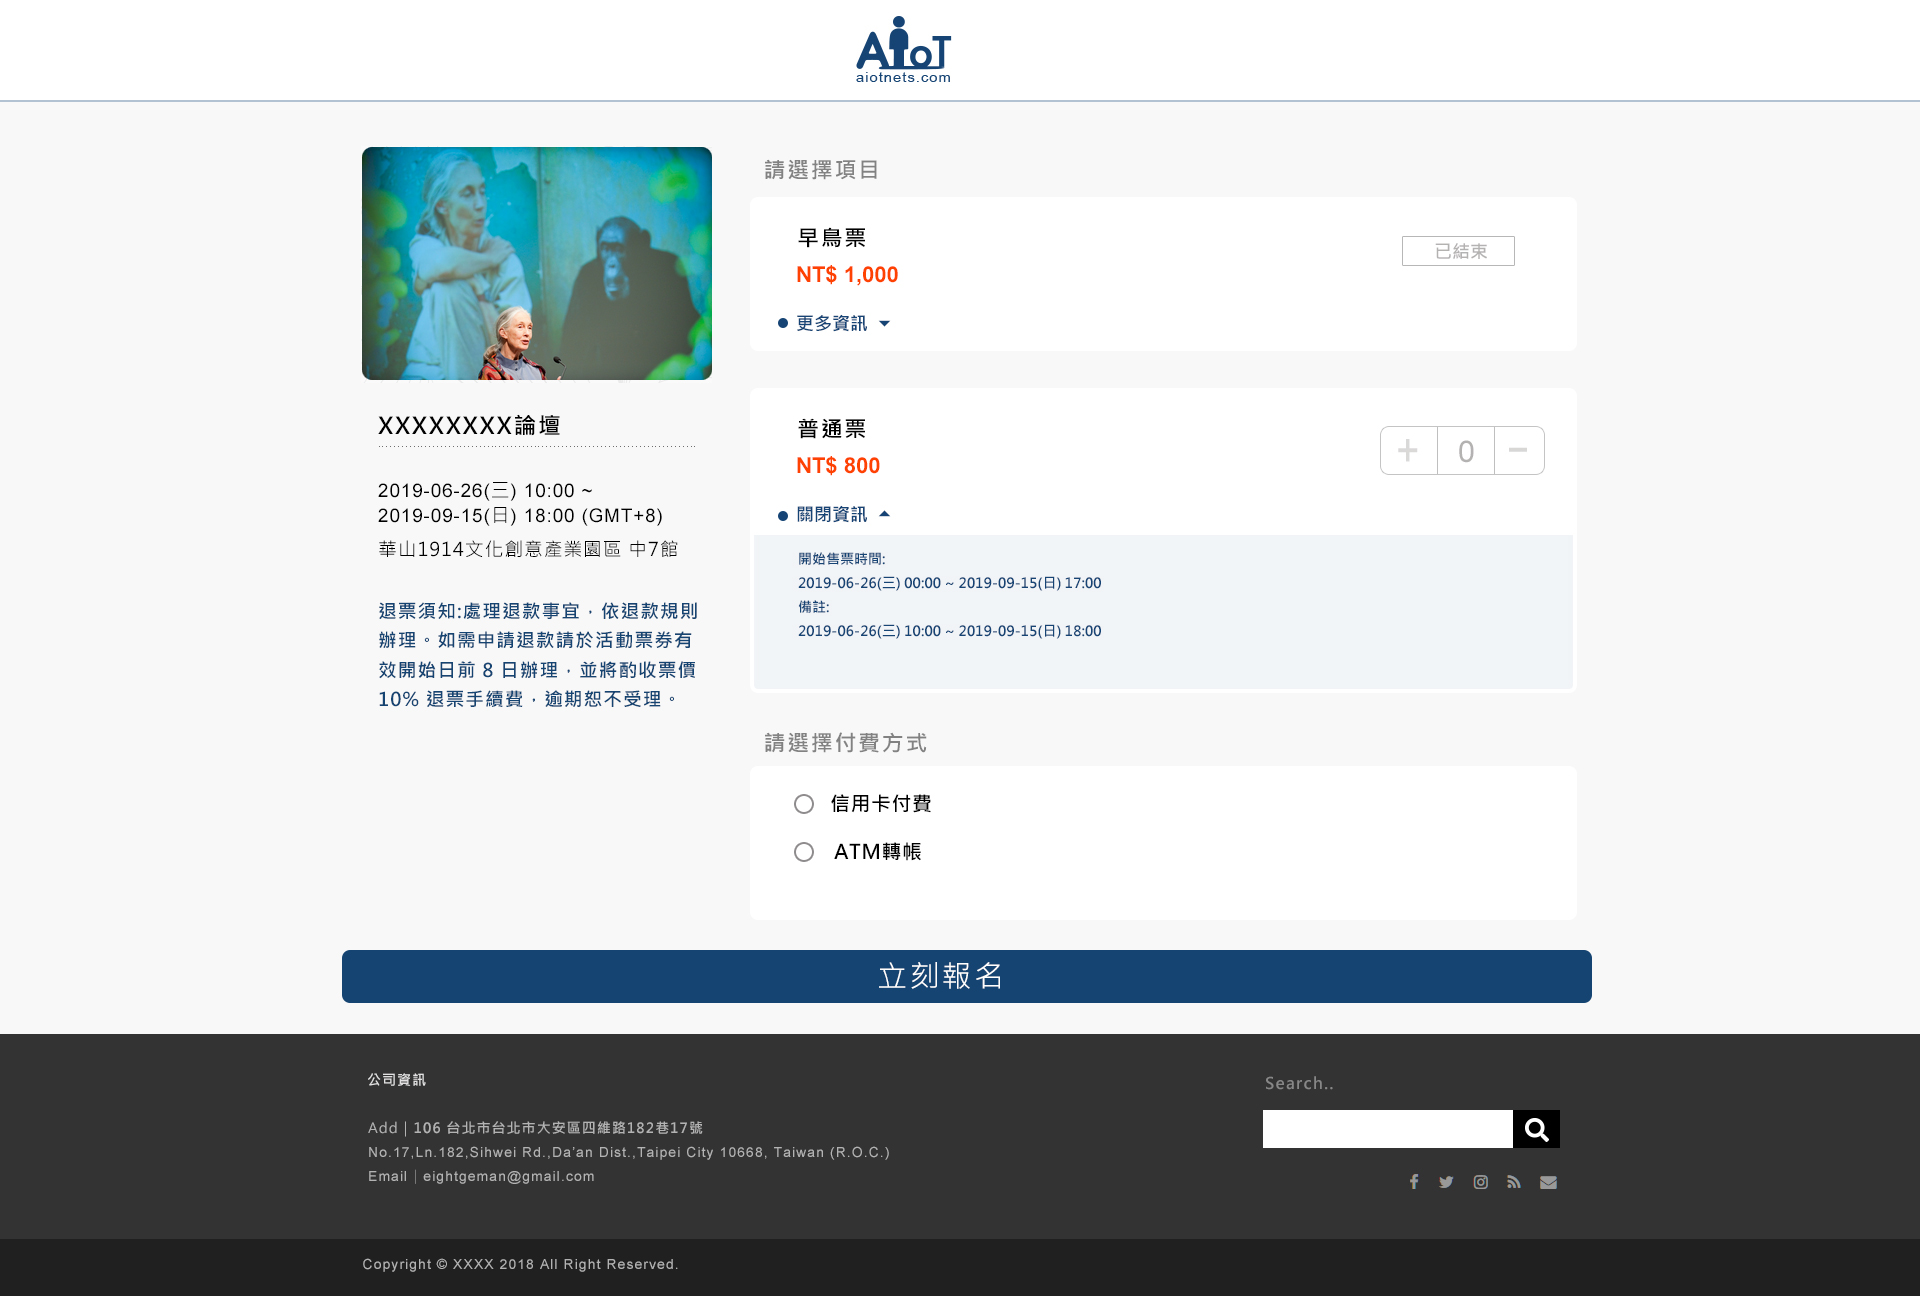 AIOT
aiotnets.com
請選擇項目
早鳥票
NT$ 1,000
已結束
更多資訊
XXXXXXXX論壇
2019-06-26(三) 10:00 ~
2019-09-15(日) 18:00 (GMT+8)
華山1914文化創意產業園區 中7館
退票須知:處理退款事宜，依退款規則
辦理。如需申請退款請於活動票券有
效開始日前 8 日辦理，並將酌收票價
10% 退票手續費，逾期恕不受理。
普通票
NT$ 800
0
關閉資訊
開始售票時間:
2019-06-26(三) 00:00 ~ 2019-09-15(日) 17:00
備註:
2019-06-26(三) 10:00 ~ 2019-09-15(日) 18:00
請選擇付費方式
信用卡付費
ATM轉帳
立刻報名
公司資訊
Add | 106 台北市台北市大安區四維路182巷17號
No.17,Ln.182,Sihwei Rd.,Da'an Dist.,Taipei City 10668, Taiwan (R.O.C.)
Email | eightgeman@gmail.com
Search..
Copyright © XXXX 2018 All Right Reserved.